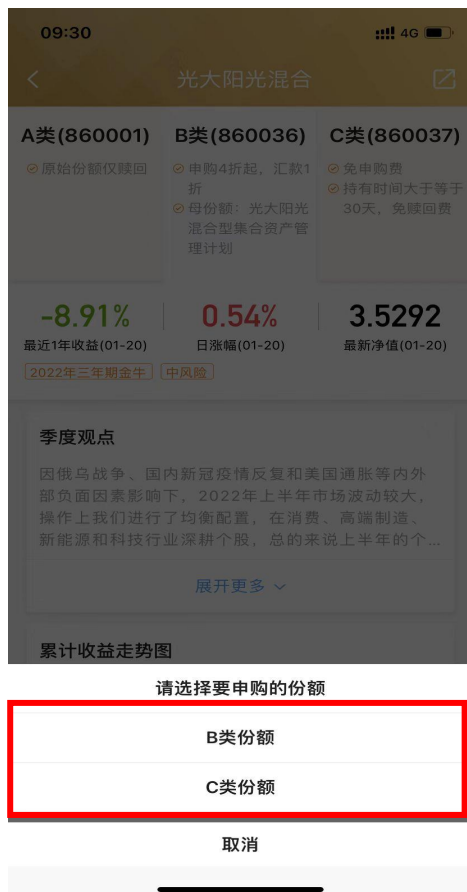 09:30
4G
光大阳光混合
A类(860001)
B类(860036)
C类(860037)
原始份额仅赎回
申购4折起，汇款1
折
母份额：光大阳光
混合型集合资产管
理计划
免申购费
持有时间大于等于
30天，免赎回费
-8.91%
0.54%
3.5292
最近1年收益(01-20)
日涨幅(01-20)
最新净值(01-20)
2022年三年期金牛
中风险
季度观点
因俄乌战争、国内新冠疫情反复和美国通胀等内外
部负面因素影响下，2022年上半年市场波动较大，
操作上我们进行了均衡配置，在消费、高端制造、
新能源和科技行业深耕个股，总的来说上半年的个...
展开更多
累计收益走势图
请选择要申购的份额
B类份额
C类份额
取消